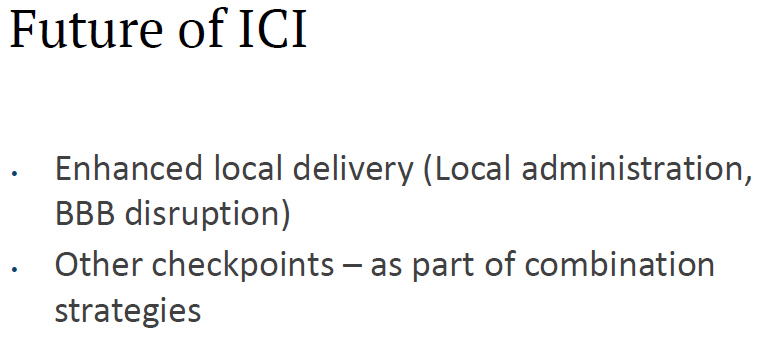 Future of ICI
• Enhanced local delivery (Local administration,
BBB disruption)
• Other checkpoints – as part of combination
strategies